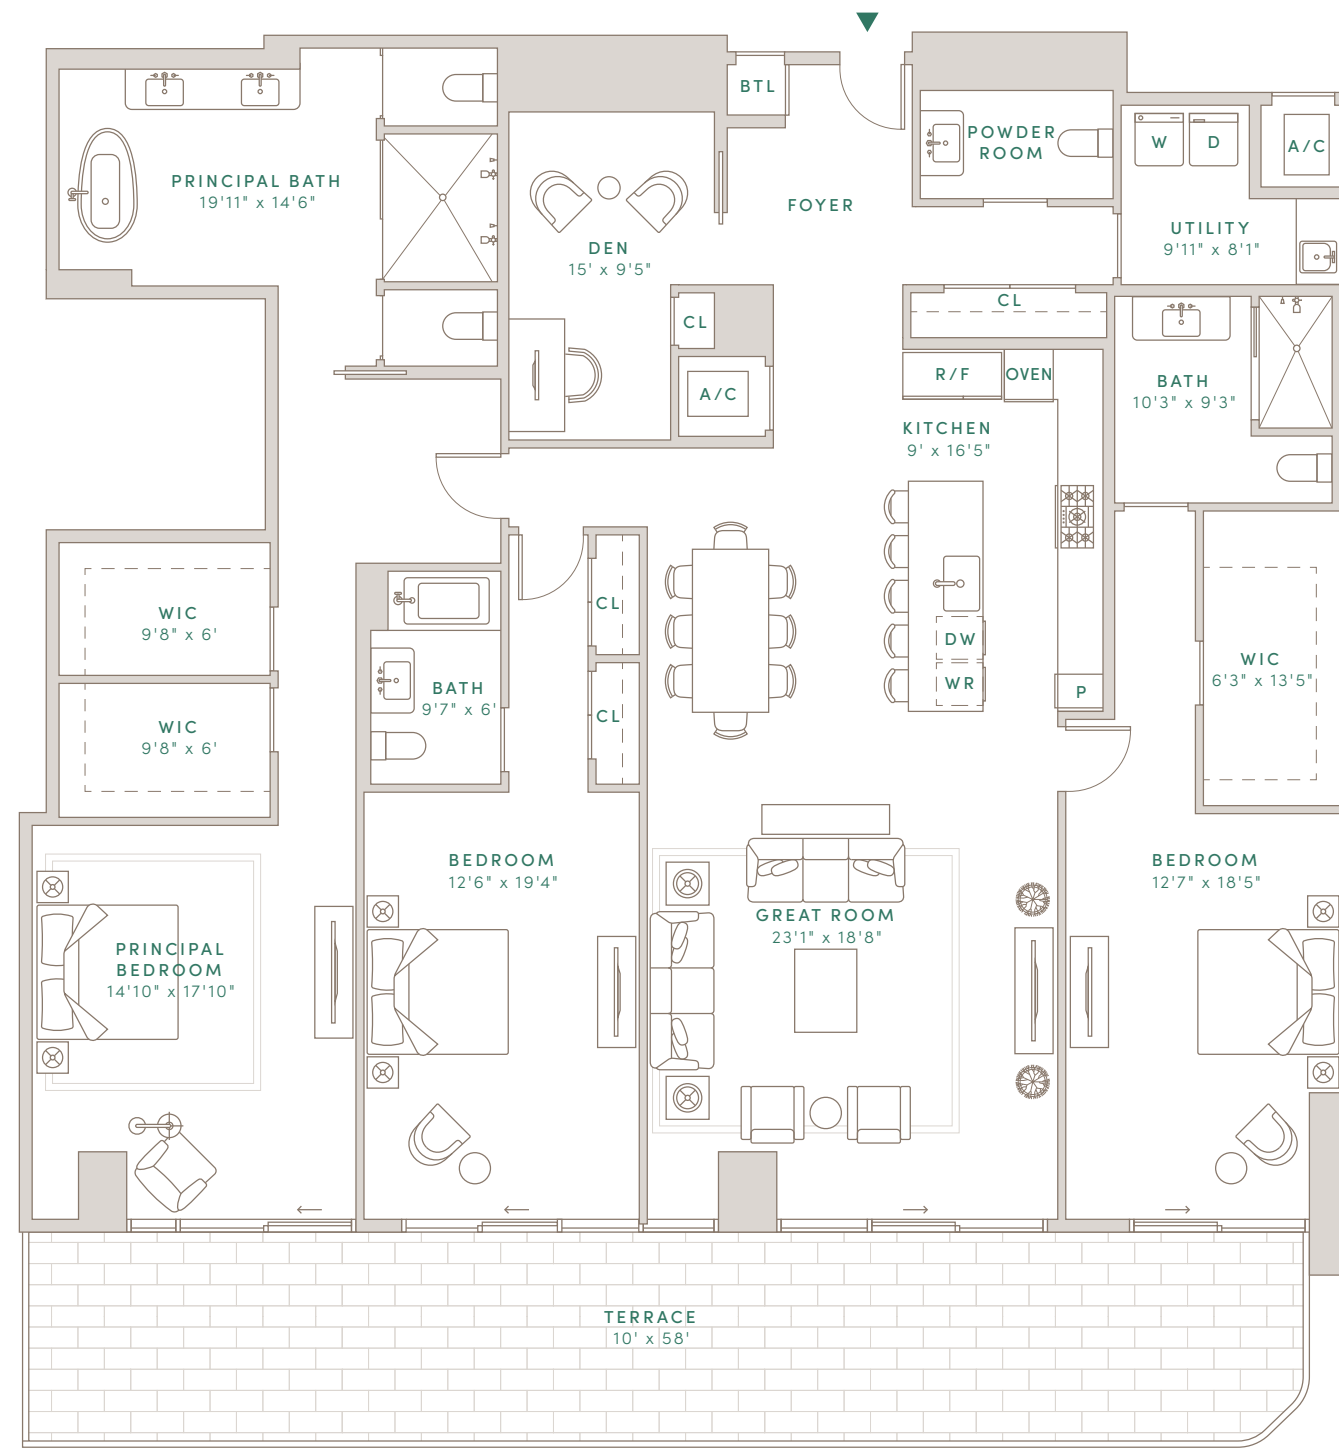 BTL
POWDER
ROOM
W
D
A/C
PRINCIPAL BATH
19'11" x 14'6"
FOYER
UTILITY
9'11" x 8'1"
DEN
15' x 9'5"
CL
CL
R/F
OVEN
A/C
BATH
10'3" x 9'3"
KITCHEN
9' x 16'5"
WIC
9'8" x 6'
CL
DW
WIC
6'3" x 13'5"
BATH
9'7" x 6'
WR
P
WIC
9'8" x 6'
CL
BEDROOM
12'6" x 19'4"
BEDROOM
12'7" x 18'5"
GREAT ROOM
23'1" x 18'8"
PRINCIPAL
BEDROOM
14'10" x 17'10"
TERRACE
10' x 58'